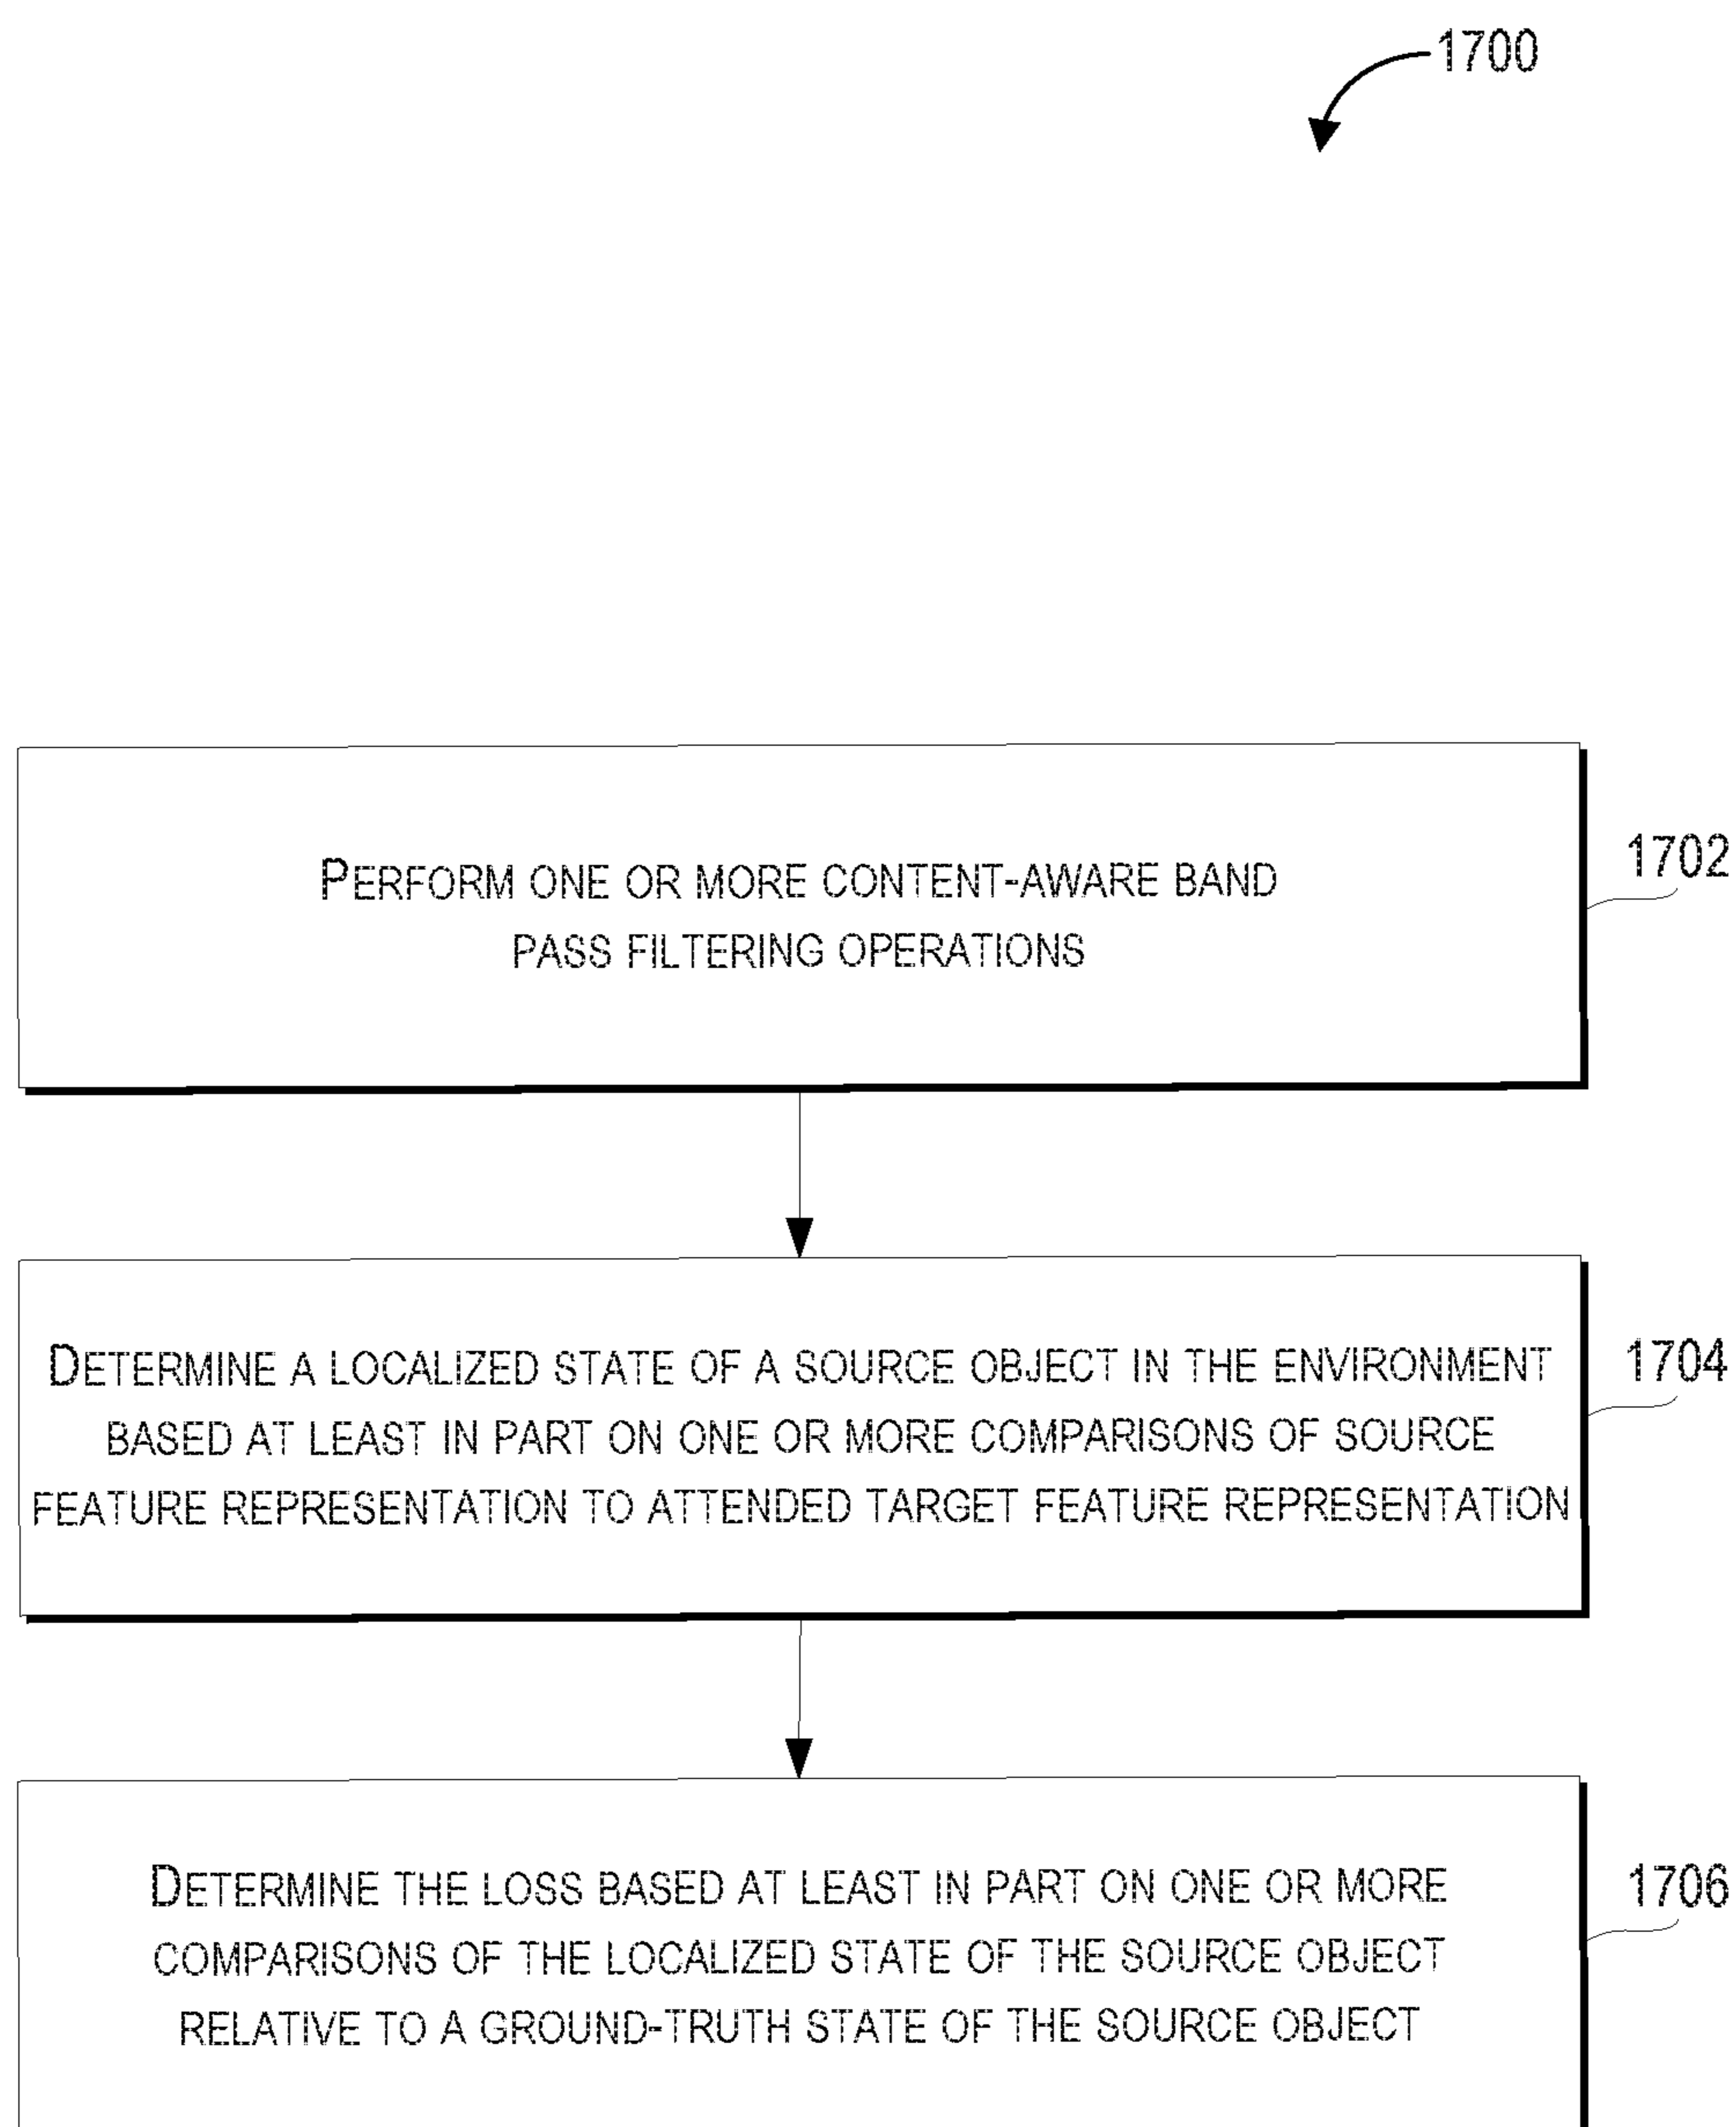 1700
PERFORM ONE OR MORE CONTENT-AWARE BAND
PASS FILTERING OPERATIONS
1702
DETERMINE A LOCALIZED STATE OF A SOURCE OBJECT IN THE ENVIRONMENT
BASED AT LEAST IN PART ON ONE OR MORE COMPARISONS OF SOURCE
FEATURE REPRESENTATION TO ATTENDED TARGET FEATURE REPRESENTATION
1704
DETERMINE THE LOSS BASED AT LEAST IN PART ON ONE OR MORE
COMPARISONS OF THE LOCALIZED STATE OF THE SOURCE OBJECT
RELATIVE TO A GROUND-TRUTH STATE OF THE SOURCE OBJECT
1706